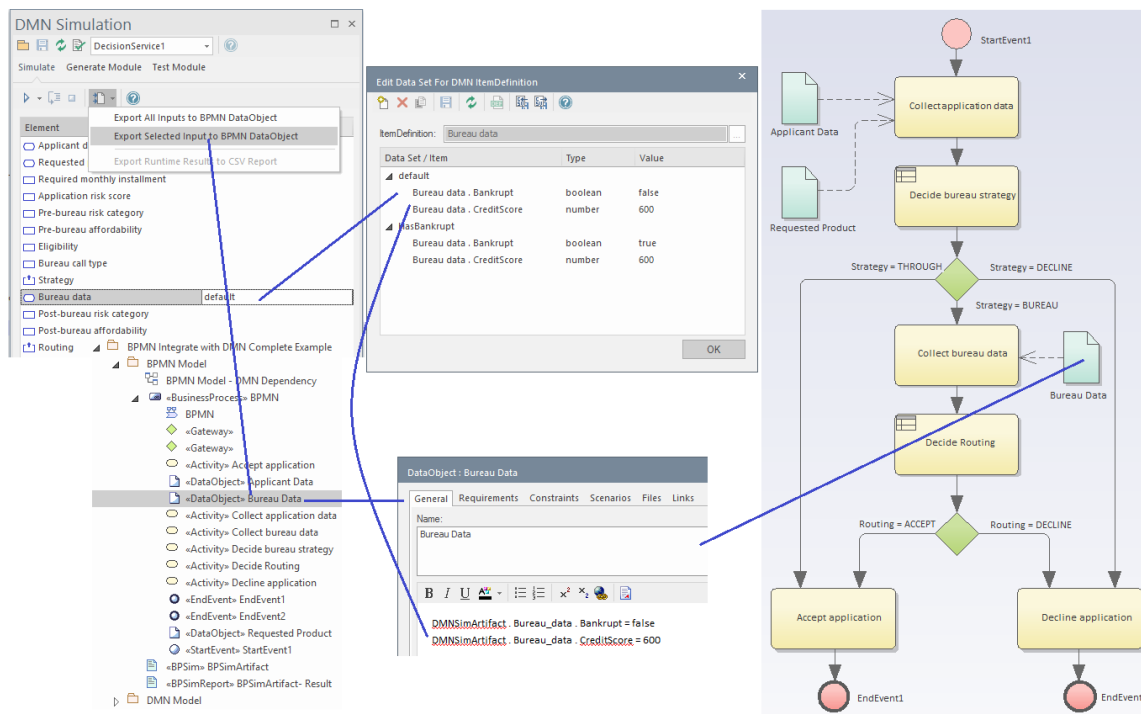 DMN Simulation
DecisionService1
Simulate Generate Module Test Module
Export All Inputs to BPMN DataObject
Export Selected Input to BPMN DataObject
Export Runtime Results to CSV Report
Element
Applicant d
Requested
Required monthly installment
Application risk score
Pre-bureau risk category
Pre-bureau affordability
Eligibility
Bureau call type
Strategy
Bureau data default
Post-bureau risk category
Post-bureau affordability
Routing
BPMN Integrate with DMN Complete Example
BPMN Model
BPMN Model - DMN Dependency
«BusinessProcess» BPMN
BPMN
«Gateway»
«Gateway»
«Activity» Accept application
«DataObject» Applicant Data
«DataObject» Bureau Data
«Activity» Collect application data
«Activity» Collect bureau data
«Activity» Decide bureau strategy
«Activity» Decide Routing
«Activity» Decline application
«EndEvent» EndEvent1
«EndEvent» EndEvent2
«DataObject» Requested Product
«StartEvent» StartEvent1
«BPSim» BPSimArtifact
«BPSimReport» BPSimArtifact- Result
DMN Model
Edit Data Set For DMN ItemDefinition
ItemDefinition: Bureau data ...
Data Set / Item Type Value
default
Bureau data . Bankrupt boolean false
Bureau data . CreditScore number 600
HasBankrupt
Bureau data . Bankrupt boolean true
Bureau data . CreditScore number 600
OK
DataObject : Bureau Data
General Requirements Constraints Scenarios Files Links
Name:
Bureau Data
B I U A x² x₂
DMNSimArtifact . Bureau_data . Bankrupt = false
DMNSimArtifact . Bureau_data . CreditScore = 600
StartEvent1
Collect application data
Applicant Data
Decide bureau strategy
Requested Product
Strategy = THROUGH Strategy = DECLINE
Strategy = BUREAU
Collect bureau data
Bureau Data
Decide Routing
Routing = ACCEPT Routing = DECLINE
Accept application Decline application
EndEvent1 EndEvent